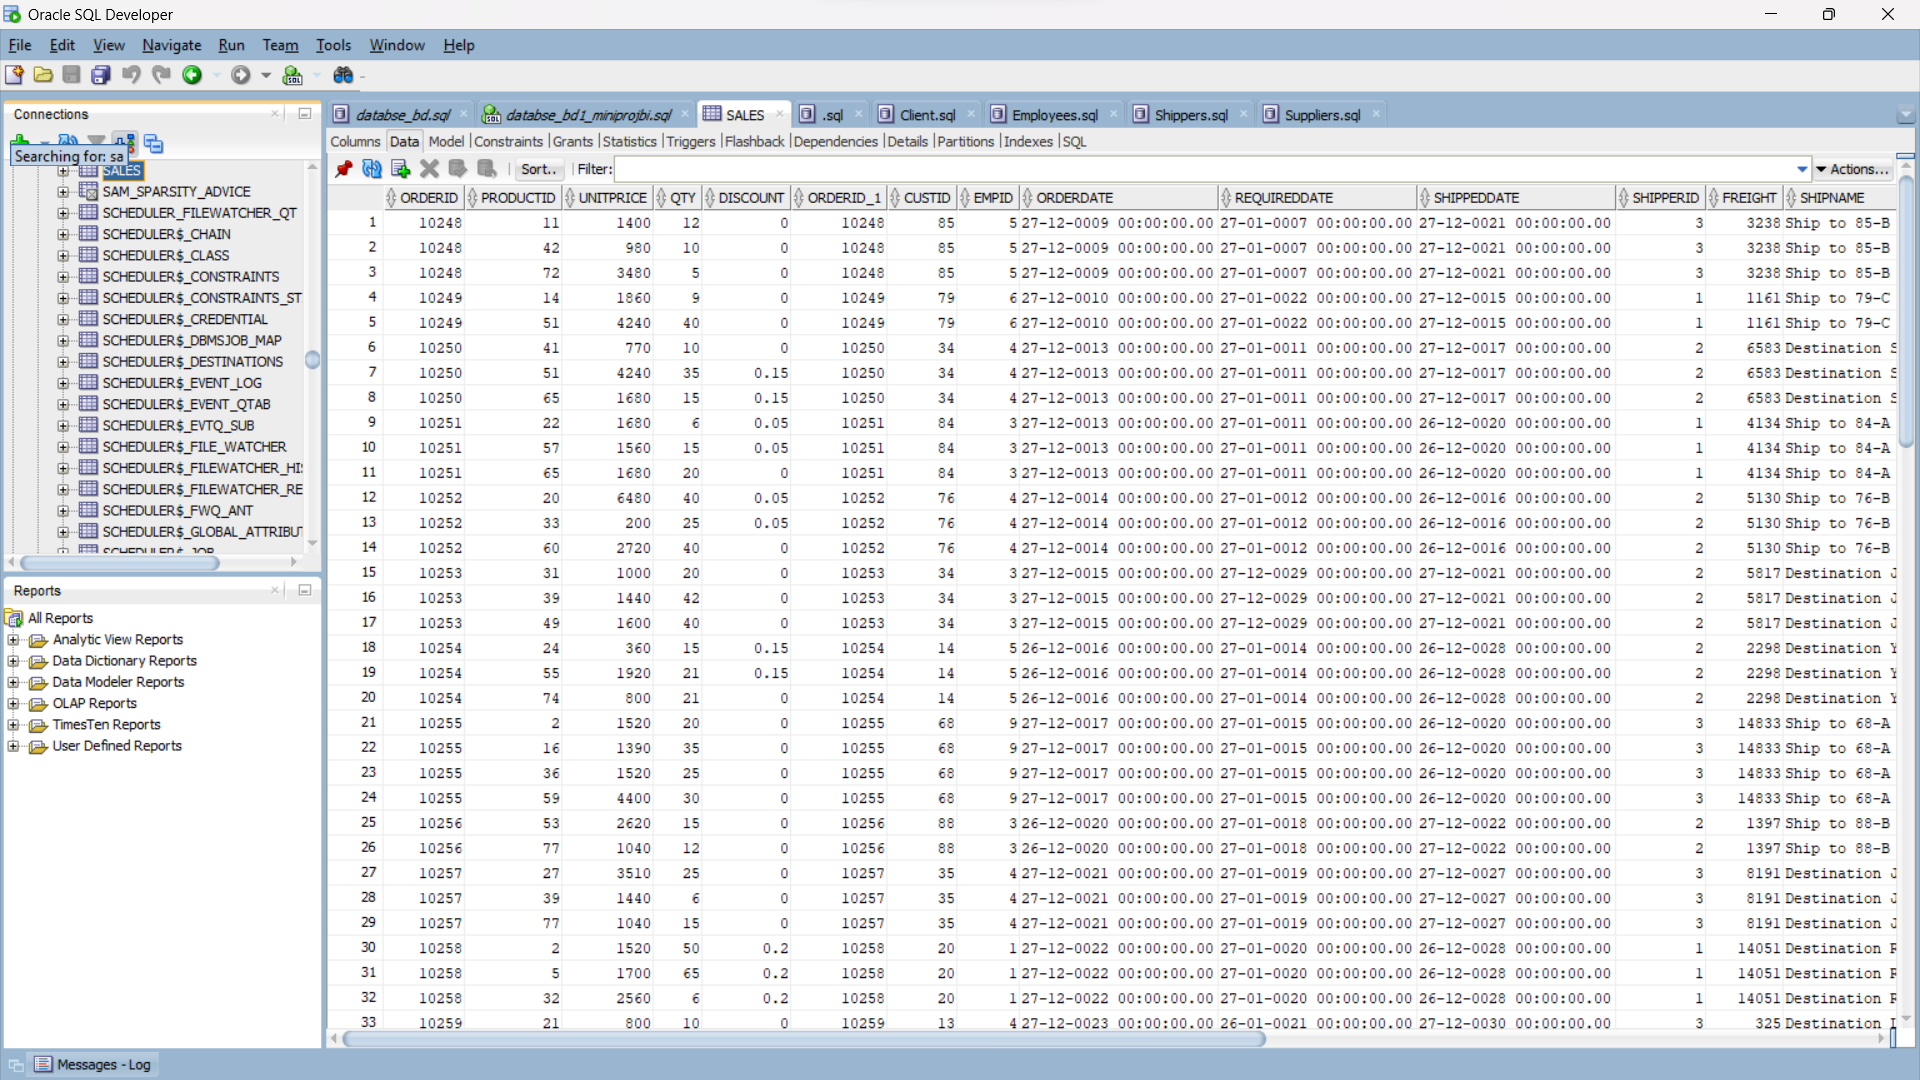 Oracle SQL Developer
File Edit View Navigate Run Team Tools Window Help
Connections
Searching for: sa
SALES
SAM_SPARSITY_ADVICE
SCHEDULER_FILEWATCHER_QT
SCHEDULER$_CHAIN
SCHEDULER$_CLASS
SCHEDULER$_CONSTRAINTS
SCHEDULER$_CONSTRAINTS_ST
SCHEDULER$_CREDENTIAL
SCHEDULER$_DBMSJOB_MAP
SCHEDULER$_DESTINATIONS
SCHEDULER$_EVENT_LOG
SCHEDULER$_EVENT_QTAB
SCHEDULER$_EVTQ_SUB
SCHEDULER$_FILE_WATCHER
SCHEDULER$_FILEWATCHER_HI
SCHEDULER$_FILEWATCHER_RE
SCHEDULER$_FWQ_ANT
SCHEDULER$_GLOBAL_ATTRIBUT
SCHEDULER$_JOB
Reports
All Reports
Analytic View Reports
Data Dictionary Reports
Data Modeler Reports
OLAP Reports
TimesTen Reports
User Defined Reports
databse_bd.sql databse_bd1_miniprojbi.sql SALES .sql Client.sql Employees.sql Shippers.sql Suppliers.sql
Columns Data Model Constraints Grants Statistics Triggers Flashback Dependencies Details Partitions Indexes SQL
Sort.. Filter: Actions...
ORDERID PRODUCTID UNITPRICE QTY DISCOUNT ORDERID_1 CUSTID EMPID ORDERDATE REQUIREDDATE SHIPPEDDATE SHIPPERID FREIGHT SHIPNAME
1 10248 11 1400 12 0 10248 85 5 27-12-0009 00:00:00.00 27-01-0007 00:00:00.00 27-12-0021 00:00:00.00 3 3238 Ship to 85-B
2 10248 42 980 10 0 10248 85 5 27-12-0009 00:00:00.00 27-01-0007 00:00:00.00 27-12-0021 00:00:00.00 3 3238 Ship to 85-B
3 10248 72 3480 5 0 10248 85 5 27-12-0009 00:00:00.00 27-01-0007 00:00:00.00 27-12-0021 00:00:00.00 3 3238 Ship to 85-B
4 10249 14 1860 9 0 10249 79 6 27-12-0010 00:00:00.00 27-01-0022 00:00:00.00 27-12-0015 00:00:00.00 1 1161 Ship to 79-C
5 10249 51 4240 40 0 10249 79 6 27-12-0010 00:00:00.00 27-01-0022 00:00:00.00 27-12-0015 00:00:00.00 1 1161 Ship to 79-C
6 10250 41 770 10 0 10250 34 4 27-12-0013 00:00:00.00 27-01-0011 00:00:00.00 27-12-0017 00:00:00.00 2 6583 Destination S
7 10250 51 4240 35 0.15 10250 34 4 27-12-0013 00:00:00.00 27-01-0011 00:00:00.00 27-12-0017 00:00:00.00 2 6583 Destination S
8 10250 65 1680 15 0.15 10250 34 4 27-12-0013 00:00:00.00 27-01-0011 00:00:00.00 27-12-0017 00:00:00.00 2 6583 Destination S
9 10251 22 1680 6 0.05 10251 84 3 27-12-0013 00:00:00.00 27-01-0011 00:00:00.00 26-12-0020 00:00:00.00 1 4134 Ship to 84-A
10 10251 57 1560 15 0.05 10251 84 3 27-12-0013 00:00:00.00 27-01-0011 00:00:00.00 26-12-0020 00:00:00.00 1 4134 Ship to 84-A
11 10251 65 1680 20 0 10251 84 3 27-12-0013 00:00:00.00 27-01-0011 00:00:00.00 26-12-0020 00:00:00.00 1 4134 Ship to 84-A
12 10252 20 6480 40 0.05 10252 76 4 27-12-0014 00:00:00.00 27-01-0012 00:00:00.00 26-12-0016 00:00:00.00 2 5130 Ship to 76-B
13 10252 33 200 25 0.05 10252 76 4 27-12-0014 00:00:00.00 27-01-0012 00:00:00.00 26-12-0016 00:00:00.00 2 5130 Ship to 76-B
14 10252 60 2720 40 0 10252 76 4 27-12-0014 00:00:00.00 27-01-0012 00:00:00.00 26-12-0016 00:00:00.00 2 5130 Ship to 76-B
15 10253 31 1000 20 0 10253 34 3 27-12-0015 00:00:00.00 27-12-0029 00:00:00.00 27-12-0021 00:00:00.00 2 5817 Destination J
16 10253 39 1440 42 0 10253 34 3 27-12-0015 00:00:00.00 27-12-0029 00:00:00.00 27-12-0021 00:00:00.00 2 5817 Destination J
17 10253 49 1600 40 0 10253 34 3 27-12-0015 00:00:00.00 27-12-0029 00:00:00.00 27-12-0021 00:00:00.00 2 5817 Destination J
18 10254 24 360 15 0.15 10254 14 5 26-12-0016 00:00:00.00 27-01-0014 00:00:00.00 26-12-0028 00:00:00.00 2 2298 Destination Y
19 10254 55 1920 21 0.15 10254 14 5 26-12-0016 00:00:00.00 27-01-0014 00:00:00.00 26-12-0028 00:00:00.00 2 2298 Destination Y
20 10254 74 800 21 0 10254 14 5 26-12-0016 00:00:00.00 27-01-0014 00:00:00.00 26-12-0028 00:00:00.00 2 2298 Destination Y
21 10255 2 1520 20 0 10255 68 9 27-12-0017 00:00:00.00 27-01-0015 00:00:00.00 26-12-0020 00:00:00.00 3 14833 Ship to 68-A
22 10255 16 1390 35 0 10255 68 9 27-12-0017 00:00:00.00 27-01-0015 00:00:00.00 26-12-0020 00:00:00.00 3 14833 Ship to 68-A
23 10255 36 1520 25 0 10255 68 9 27-12-0017 00:00:00.00 27-01-0015 00:00:00.00 26-12-0020 00:00:00.00 3 14833 Ship to 68-A
24 10255 59 4400 30 0 10255 68 9 27-12-0017 00:00:00.00 27-01-0015 00:00:00.00 26-12-0020 00:00:00.00 3 14833 Ship to 68-A
25 10256 53 2620 15 0 10256 88 3 26-12-0020 00:00:00.00 27-01-0018 00:00:00.00 27-12-0022 00:00:00.00 2 1397 Ship to 88-B
26 10256 77 1040 12 0 10256 88 3 26-12-0020 00:00:00.00 27-01-0018 00:00:00.00 27-12-0022 00:00:00.00 2 1397 Ship to 88-B
27 10257 27 3510 25 0 10257 35 4 27-12-0021 00:00:00.00 27-01-0019 00:00:00.00 27-12-0027 00:00:00.00 3 8191 Destination J
28 10257 39 1440 6 0 10257 35 4 27-12-0021 00:00:00.00 27-01-0019 00:00:00.00 27-12-0027 00:00:00.00 3 8191 Destination J
29 10257 77 1040 15 0 10257 35 4 27-12-0021 00:00:00.00 27-01-0019 00:00:00.00 27-12-0027 00:00:00.00 3 8191 Destination J
30 10258 2 1520 50 0.2 10258 20 1 27-12-0022 00:00:00.00 27-01-0020 00:00:00.00 26-12-0028 00:00:00.00 1 14051 Destination R
31 10258 5 1700 65 0.2 10258 20 1 27-12-0022 00:00:00.00 27-01-0020 00:00:00.00 26-12-0028 00:00:00.00 1 14051 Destination R
32 10258 32 2560 6 0.2 10258 20 1 27-12-0022 00:00:00.00 27-01-0020 00:00:00.00 26-12-0028 00:00:00.00 1 14051 Destination R
33 10259 21 800 10 0 10259 13 4 27-12-0023 00:00:00.00 26-01-0021 00:00:00.00 27-12-0030 00:00:00.00 3 325 Destination
Messages - Log